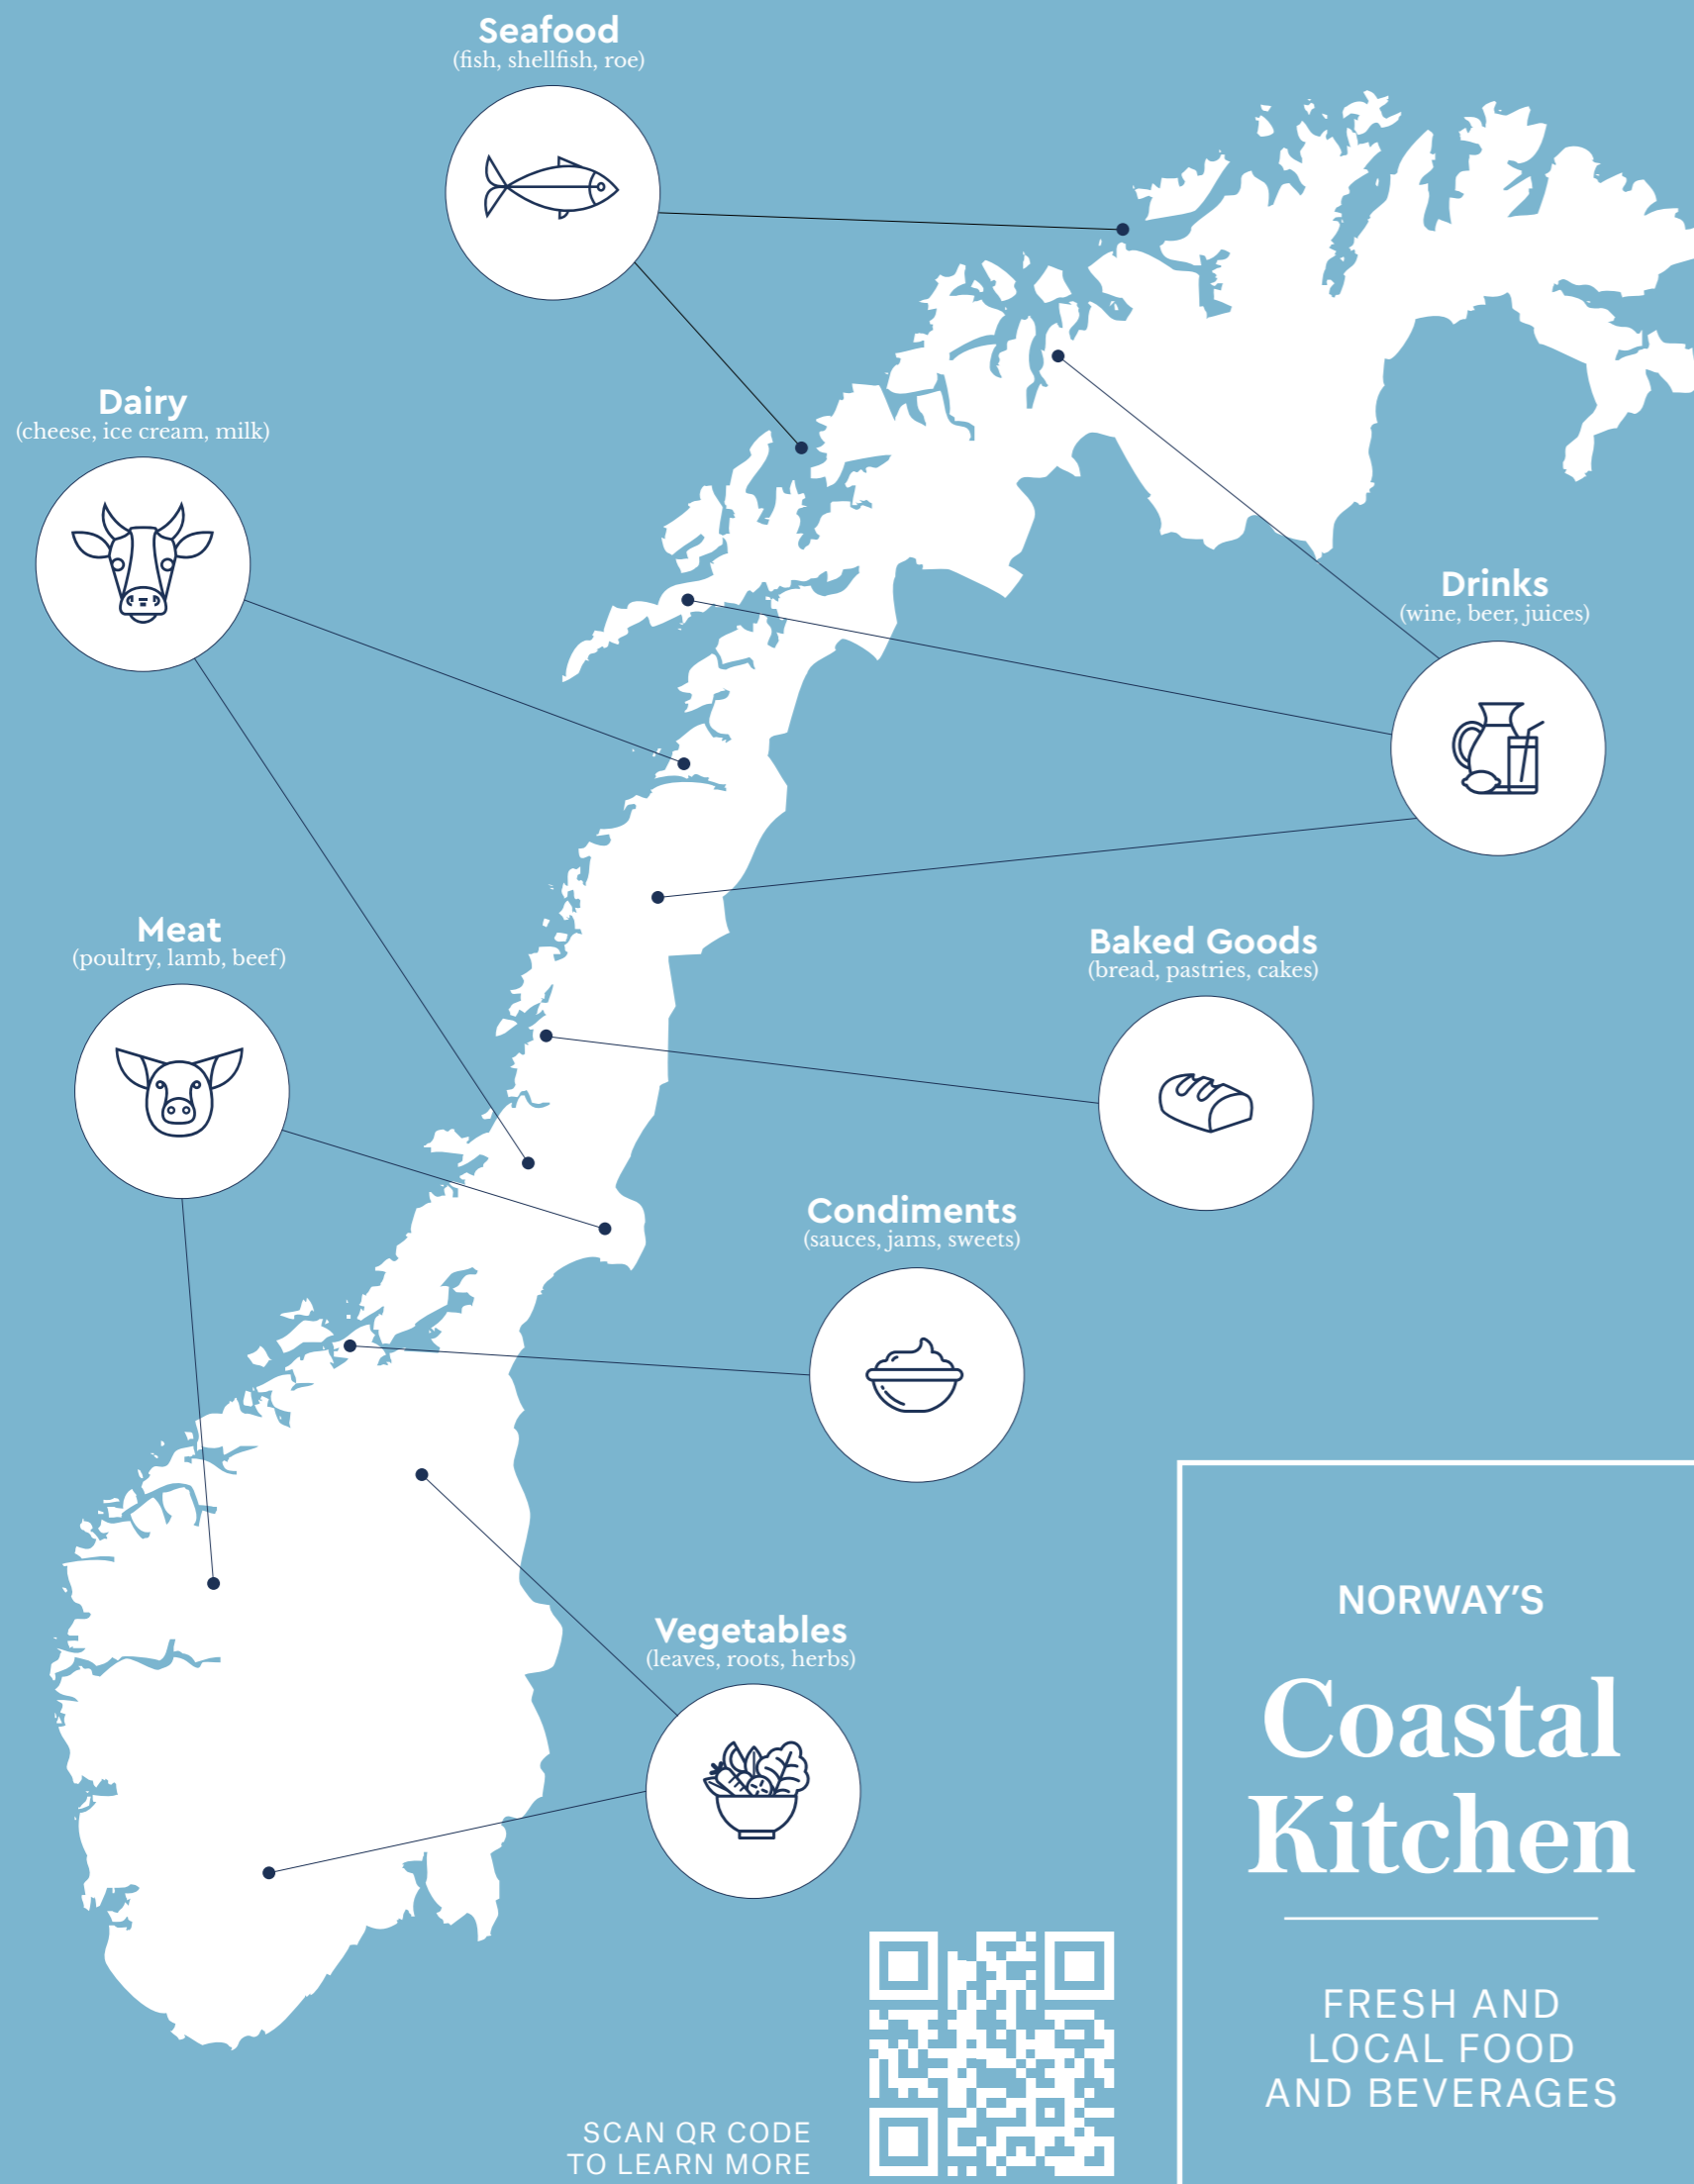 Seafood
(fish, shellfish, roe)
Dairy
(cheese, ice cream, milk)
Drinks
(wine, beer, juices)
Meat
(poultry, lamb, beef)
Baked Goods
(bread, pastries, cakes)
Condiments
(sauces, jams, sweets)
Vegetables
(leaves, roots, herbs)
NORWAY'S
Coastal
Kitchen
FRESH AND
LOCAL FOOD
AND BEVERAGES
SCAN QR CODE
TO LEARN MORE